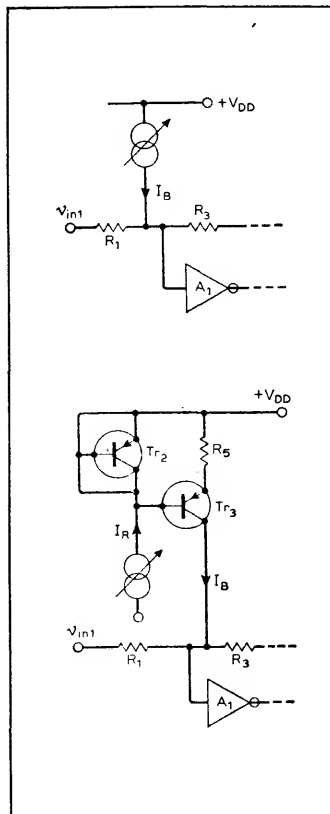 +V_DD
I_B
v_in1
R_1
R_3
A_1
+V_DD
Tr_2
R_5
Tr_3
I_R
I_B
v_in1
R_1
R_3
A_1